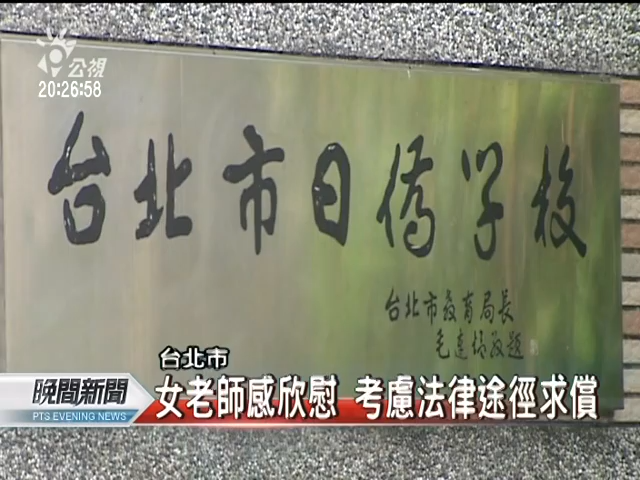 公視
20:26:58
台北市日僑学校
台北市教育局長
毛連塭敬題
台北市
晚間新聞
PTS EVENING NEWS
女老師感欣慰 考慮法律途徑求償